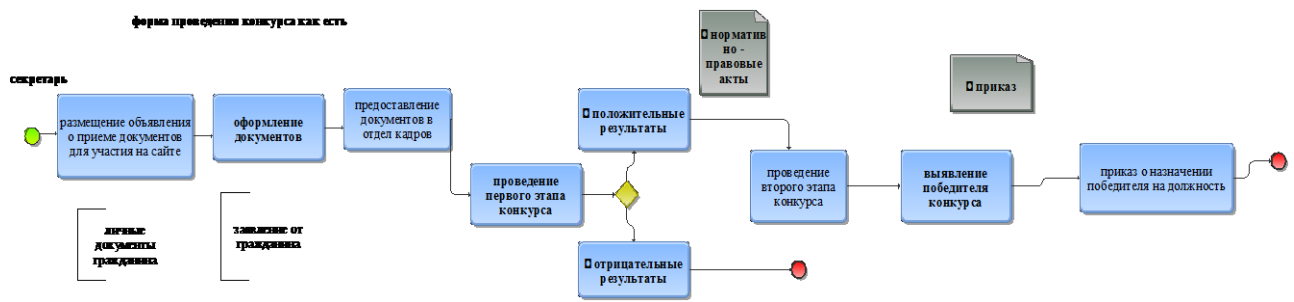 форма проведения конкурса как есть
секретарь
размещение объявления
о приеме документов
для участия на сайте
оформление
документов
предоставление
документов в
отдел кадров
проведение
первого этапа
конкурса
положительные
результаты
отрицательные
результаты
норматив
но -
правовые
акты
проведение
второго этапа
конкурса
выявление
победителя
конкурса
приказ
приказ о назначении
победителя на должность
личные
документы
гражданина
заявление от
гражданина